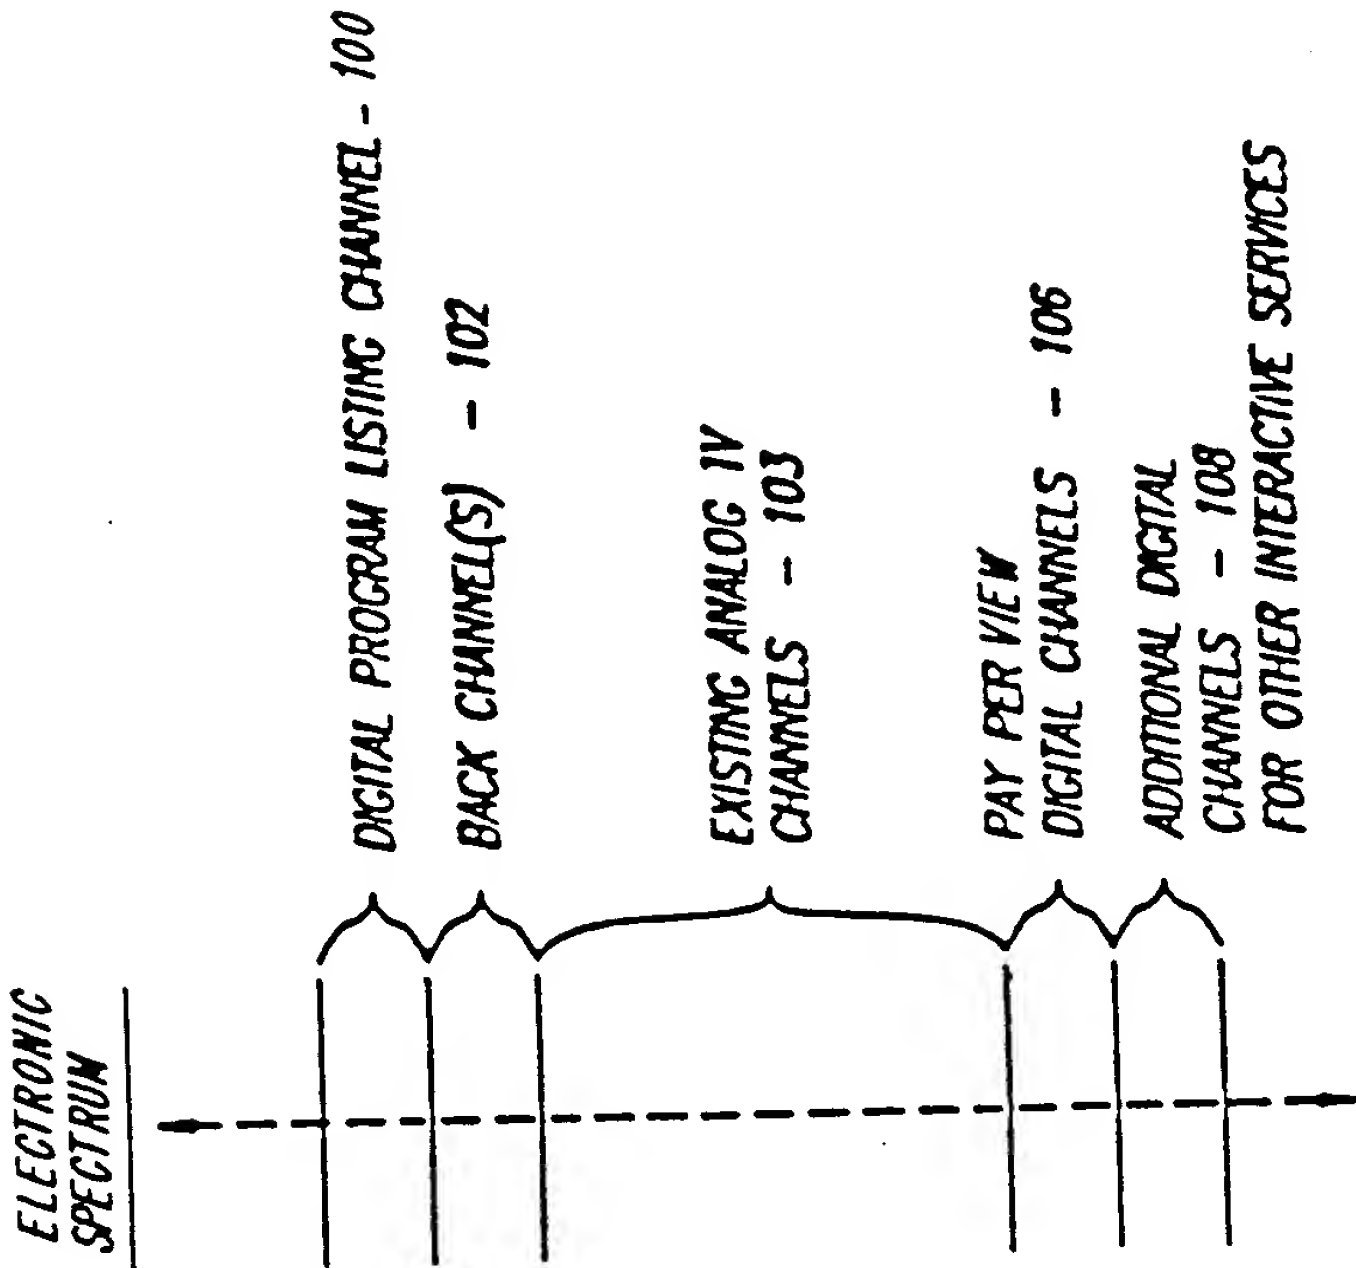 ELECTRONIC
SPECTRUM
DIGITAL PROGRAM LISTING CHANNEL - 100
BACK CHANNEL(S) - 102
EXISTING ANALOG TV
CHANNELS - 103
PAY PER VIEW
DIGITAL CHANNELS - 106
ADDITIONAL DIGITAL
CHANNELS - 108
FOR OTHER INTERACTIVE SERVICES